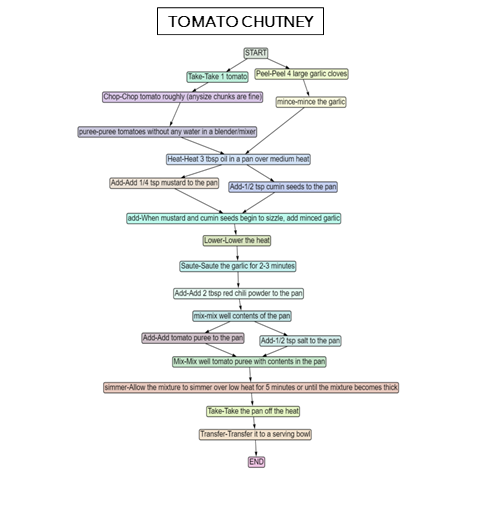 TOMATO CHUTNEY
START
Take-Take 1 tomato
Peel-Peel 4 large garlic cloves
Chop-Chop tomato roughly (anysize chunks are fine)
mince-mince the garlic
puree-puree tomatoes without any water in a blender/mixer
Heat-Heat 3 tbsp oil in a pan over medium heat
Add-Add 1/4 tsp mustard to the pan
Add-1/2 tsp cumin seeds to the pan
add-When mustard and cumin seeds begin to sizzle, add minced garlic
Lower-Lower the heat
Saute-Saute the garlic for 2-3 minutes
Add-Add 2 tbsp red chili powder to the pan
mix-mix well contents of the pan
Add-Add tomato puree to the pan
Add-1/2 tsp salt to the pan
Mix-Mix well tomato puree with contents in the pan
simmer-Allow the mixture to simmer over low heat for 5 minutes or until the mixture becomes thick
Take-Take the pan off the heat
Transfer-Transfer it to a serving bowl
END